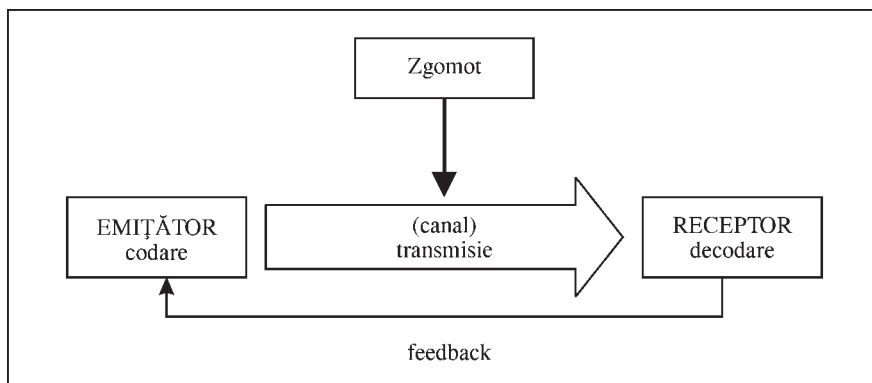 Zgomot
EMIŢĂTOR
codare
(canal)
transmisie
RECEPTOR
decodare
feedback